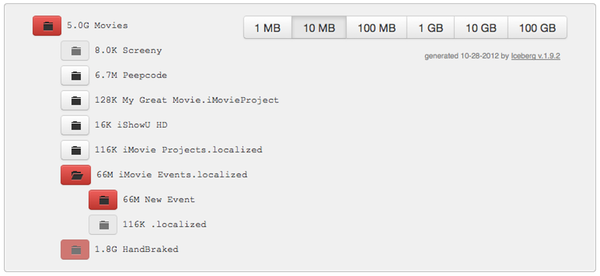 5.0G Movies
1 MB 10 MB 100 MB 1 GB 10 GB 100 GB
8.0K Screeny
generated 10-28-2012 by Iceberg v.1.9.2
6.7M Peepcode
128K My Great Movie.iMovieProject
16K iShowU HD
116K iMovie Projects.localized
66M iMovie Events.localized
66M New Event
116K .localized
1.8G HandBraked